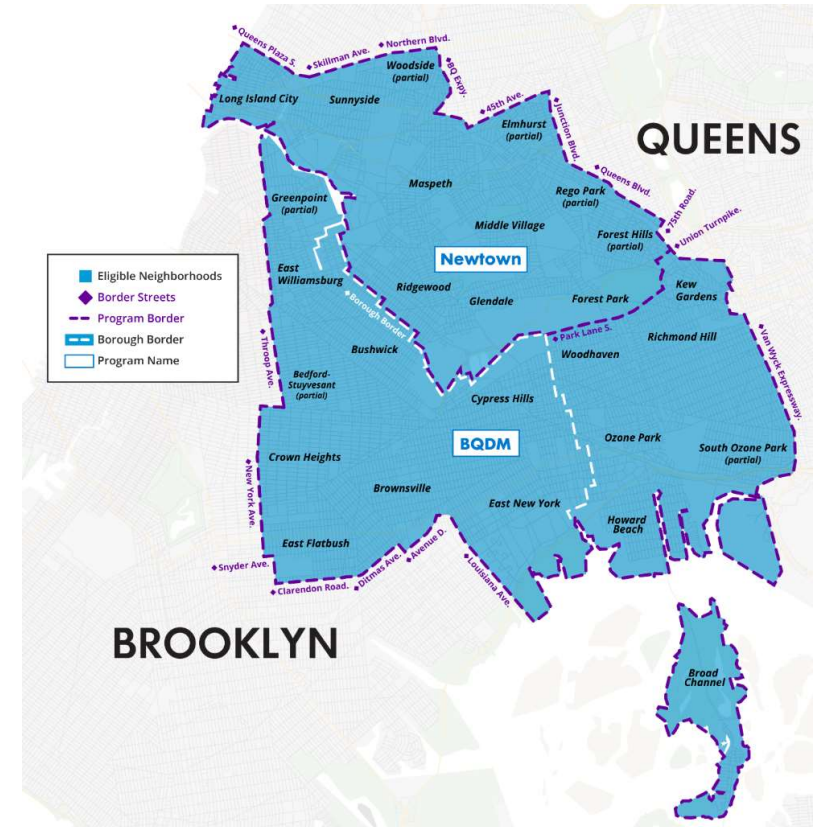 Queens Plaza S.
Skillman Ave.
Northern Blvd.
BQ Expy.
Woodside
(partial)
Long Island City
Sunnyside
45th Ave.
Junction Blvd.
Elmhurst
(partial)
QUEENS
Queens Blvd.
Maspeth
Rego Park
(partial)
75th Road.
Greenpoint
(partial)
Middle Village
Forest Hills
(partial)
Union Turnpike.
Newtown
Eligible Neighborhoods
Border Streets
Program Border
Borough Border
Program Name
East
Williamsburg
Borough Border
Ridgewood
Glendale
Forest Park
Kew
Gardens
Park Lane S.
Richmond Hill
Van Wyck Expressway.
Throop Ave.
Bushwick
Woodhaven
Bedford-
Stuyvesant
(partial)
Cypress Hills
BQDM
Ozone Park
South Ozone Park
(partial)
Crown Heights
New York Ave.
Brownsville
East New York
Howard
Beach
East Flatbush
Snyder Ave.
Clarendon Road.
Ditmas Ave.
Avenue D.
Louisiana Ave.
BROOKLYN
Broad
Channel